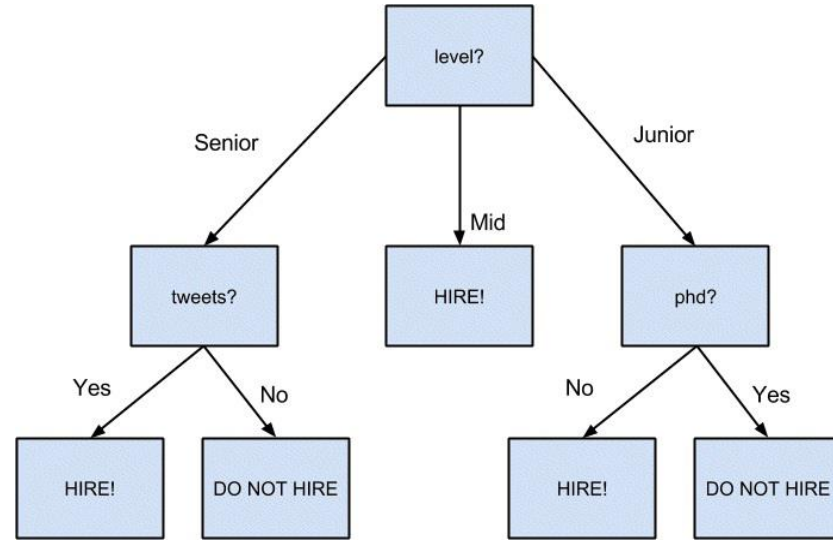 level?
Senior
Junior
Mid
tweets?
HIRE!
phd?
Yes
No
No
Yes
HIRE!
DO NOT HIRE
HIRE!
DO NOT HIRE